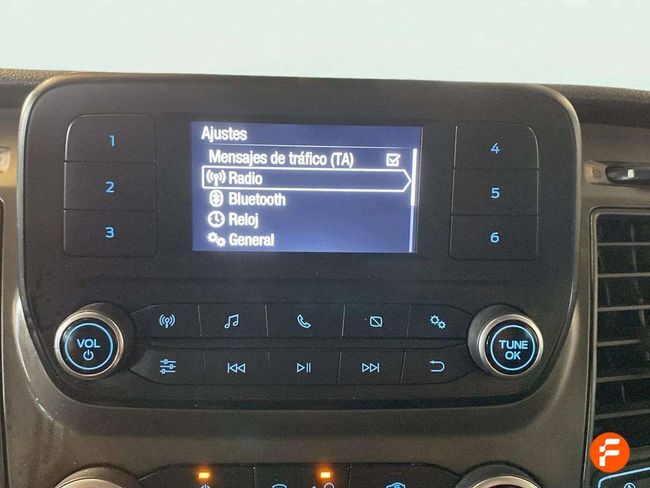 Ajustes
Mensajes de tráfico (TA)
Radio
Bluetooth
Reloj
General
1
2
3
4
5
6
VOL
TUNE
OK